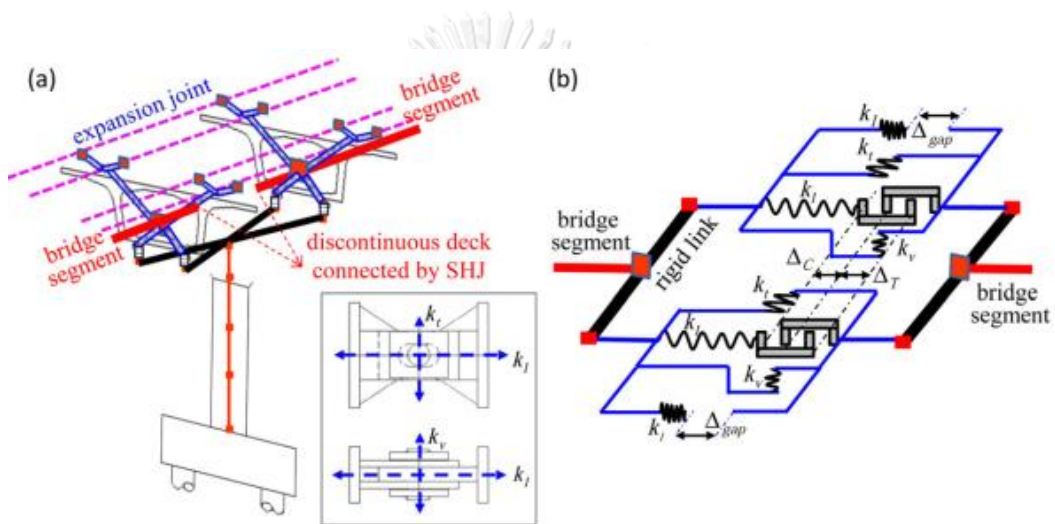 (a)
expansion joint
bridge
segment
bridge
segment
discontinuous deck
connected by SHJ
k_t
k_l
k_v
k_l
(b)
k_l
Δ_gap
k_t
k_l
bridge
segment
rigid link
k_v
Δ_C
Δ_T
k_t
k_l
bridge
segment
k_v
k_l
Δ_gap